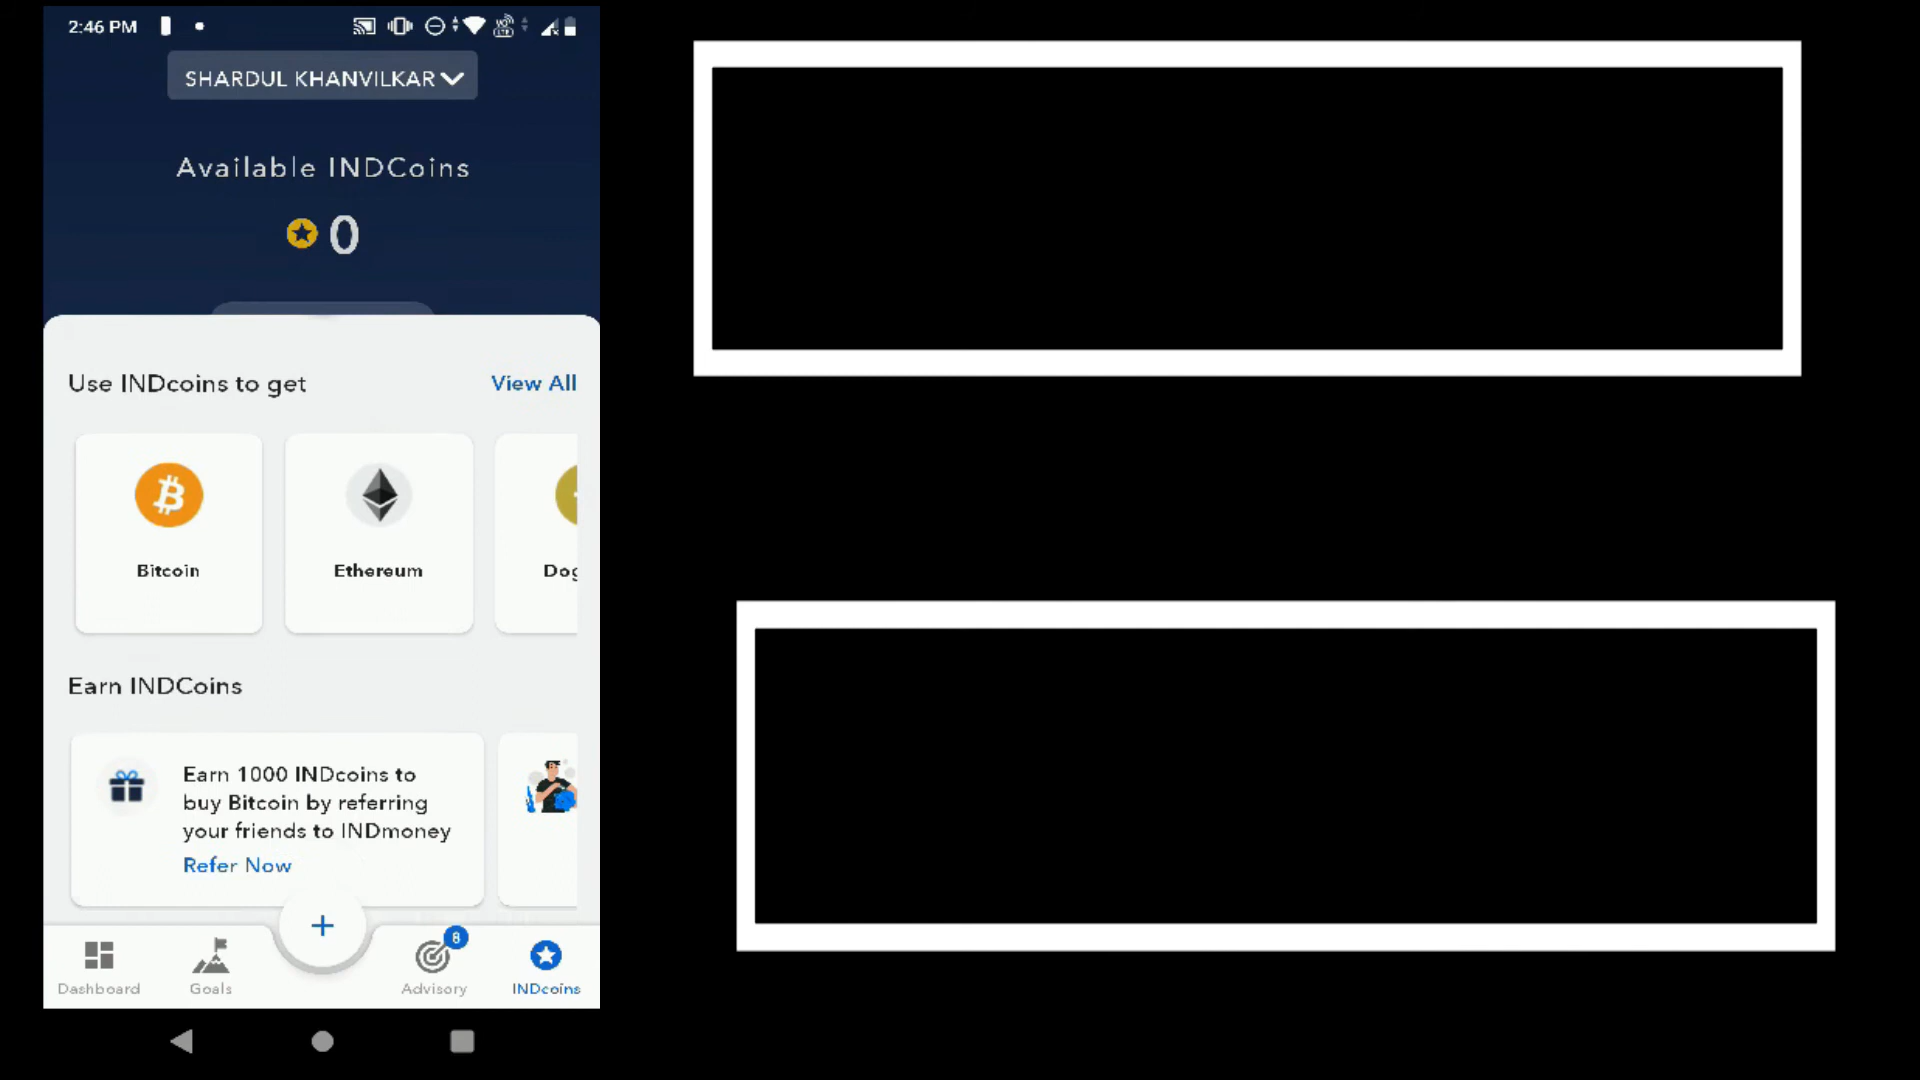 2:46 PM
SHARDUL KHANVILKAR
Available INDCoins
0
Use INDcoins to get
View All
Bitcoin
Ethereum
Dog
Earn INDCoins
Earn 1000 INDcoins to
buy Bitcoin by referring
your friends to INDmoney
Refer Now
8
Dashboard
Goals
Advisory
INDcoins